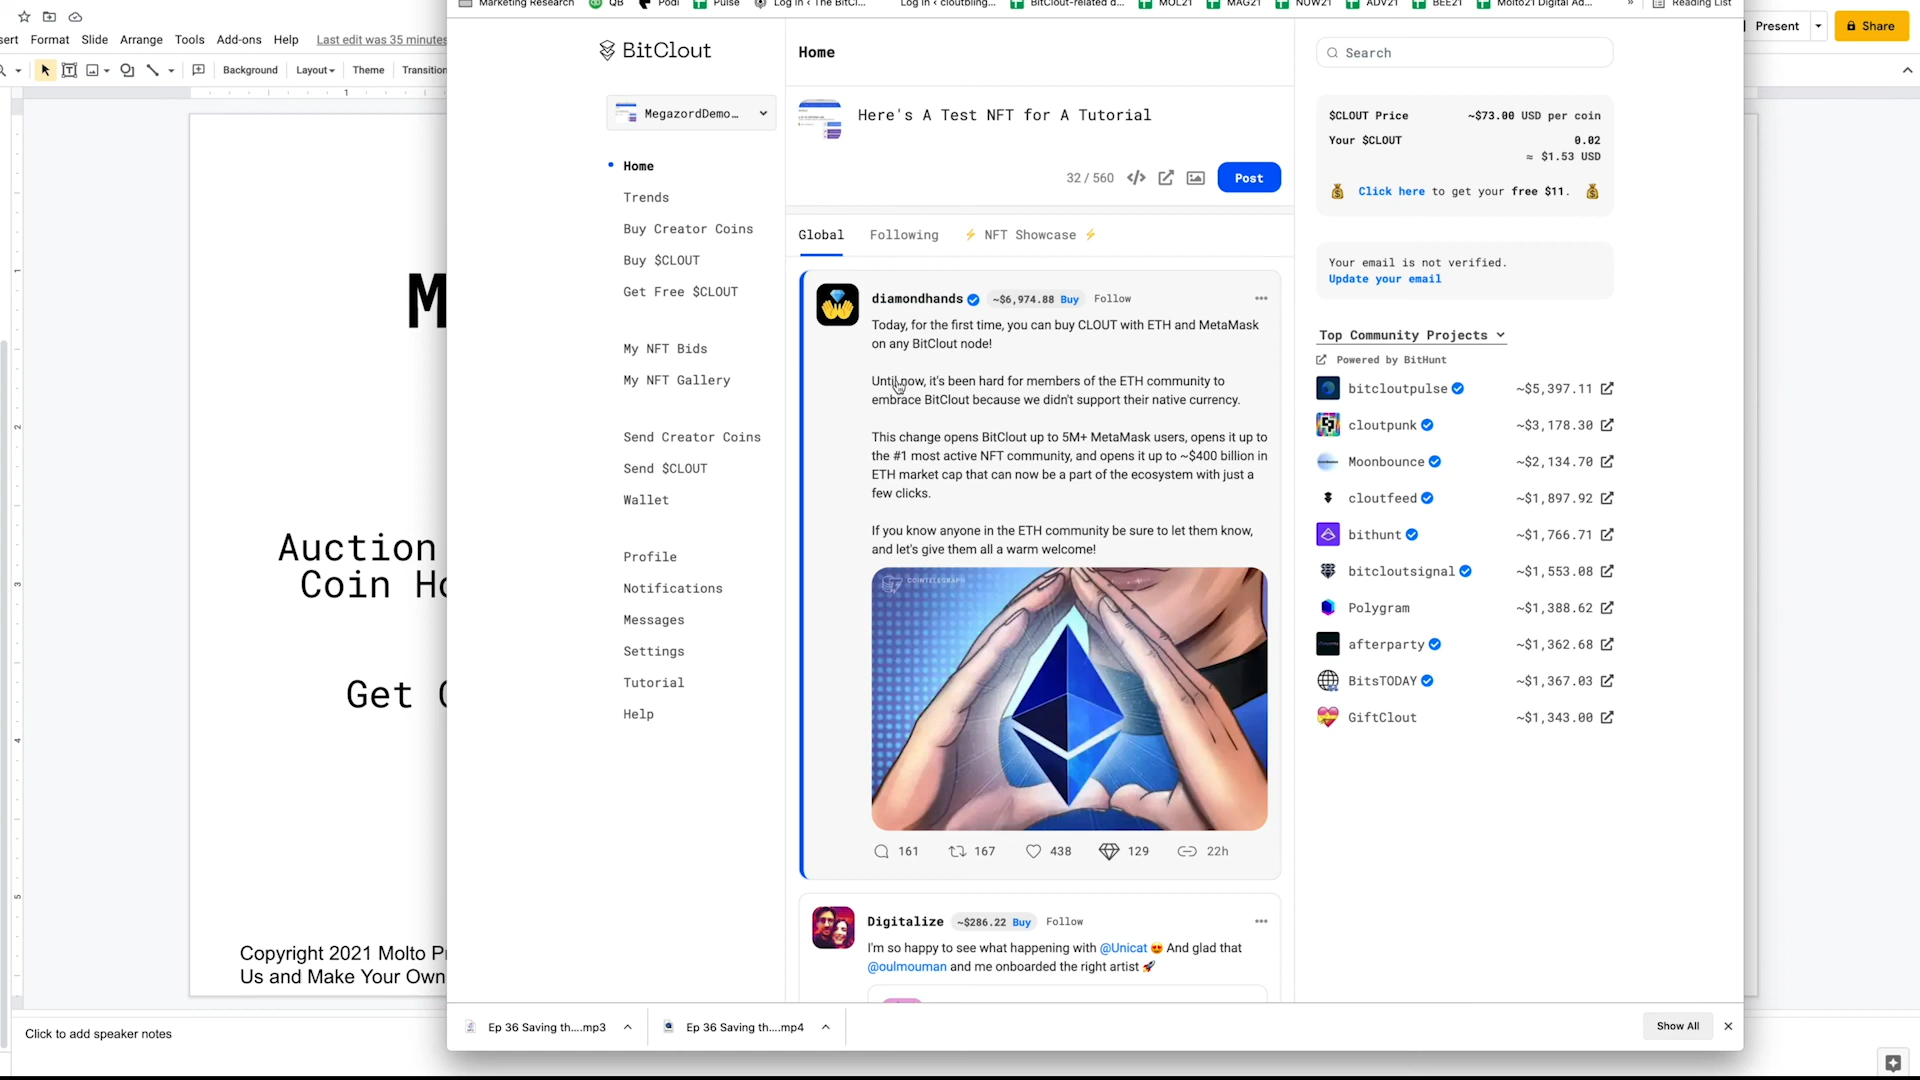 Marketing Research
QB
Podi
Pulse
Log In ‹ The BitCl...
Log In ‹ cloutbling...
BitClout-related d...
MOL21
MAG21
NUW21
ADV21
BEE21
Molto21 Digital Ad...
»
Reading List
sert Format Slide Arrange Tools Add-ons Help Last edit was 35 minutes
Present
Share
Background Layout Theme Transition
1
M
Auction
Coin Ho
Get
Copyright 2021 Molto P
Us and Make Your Own
Click to add speaker notes
1
2
3
4
5
BitClout
MegazordDemo…
Home
Trends
Buy Creator Coins
Buy $CLOUT
Get Free $CLOUT
My NFT Bids
My NFT Gallery
Send Creator Coins
Send $CLOUT
Wallet
Profile
Notifications
Messages
Settings
Tutorial
Help
Home
Here's A Test NFT for A Tutorial
32 / 560
Post
Global Following ⚡ NFT Showcase ⚡
diamondhands ~$6,974.88 Buy Follow
Today, for the first time, you can buy CLOUT with ETH and MetaMask
on any BitClout node!
Until now, it's been hard for members of the ETH community to
embrace BitClout because we didn't support their native currency.
This change opens BitClout up to 5M+ MetaMask users, opens it up to
the #1 most active NFT community, and opens it up to ~$400 billion in
ETH market cap that can now be a part of the ecosystem with just a
few clicks.
If you know anyone in the ETH community be sure to let them know,
and let's give them all a warm welcome!
COINTELEGRAPH
161 167 438 129 22h
Digitalize ~$286.22 Buy Follow
I'm so happy to see what happening with @Unicat 😍 And glad that
@oulmouman and me onboarded the right artist 🚀
Search
$CLOUT Price ~$73.00 USD per coin
Your $CLOUT 0.02
≈ $1.53 USD
💰 Click here to get your free $11. 💰
Your email is not verified.
Update your email
Top Community Projects
Powered by BitHunt
bitcloutpulse ~$5,397.11
cloutpunk ~$3,178.30
Moonbounce ~$2,134.70
cloutfeed ~$1,897.92
bithunt ~$1,766.71
bitcloutsignal ~$1,553.08
Polygram ~$1,388.62
afterparty ~$1,362.68
BitsTODAY ~$1,367.03
GiftClout ~$1,343.00
Ep 36 Saving th....mp3
Ep 36 Saving th....mp4
Show All